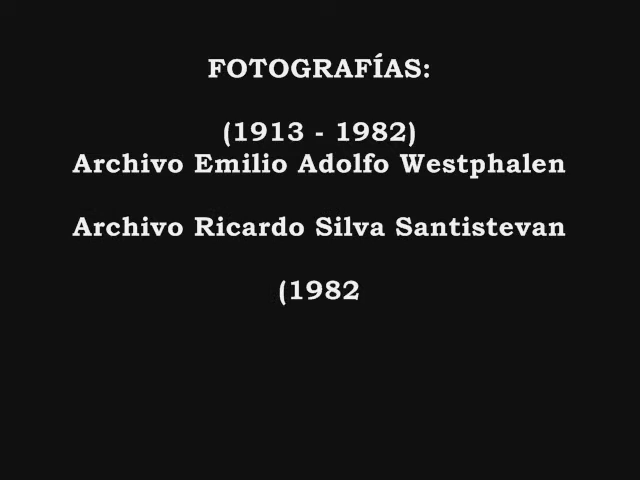 FOTOGRAFÍAS:
(1913 - 1982)
Archivo Emilio Adolfo Westphalen
Archivo Ricardo Silva Santistevan
(1982